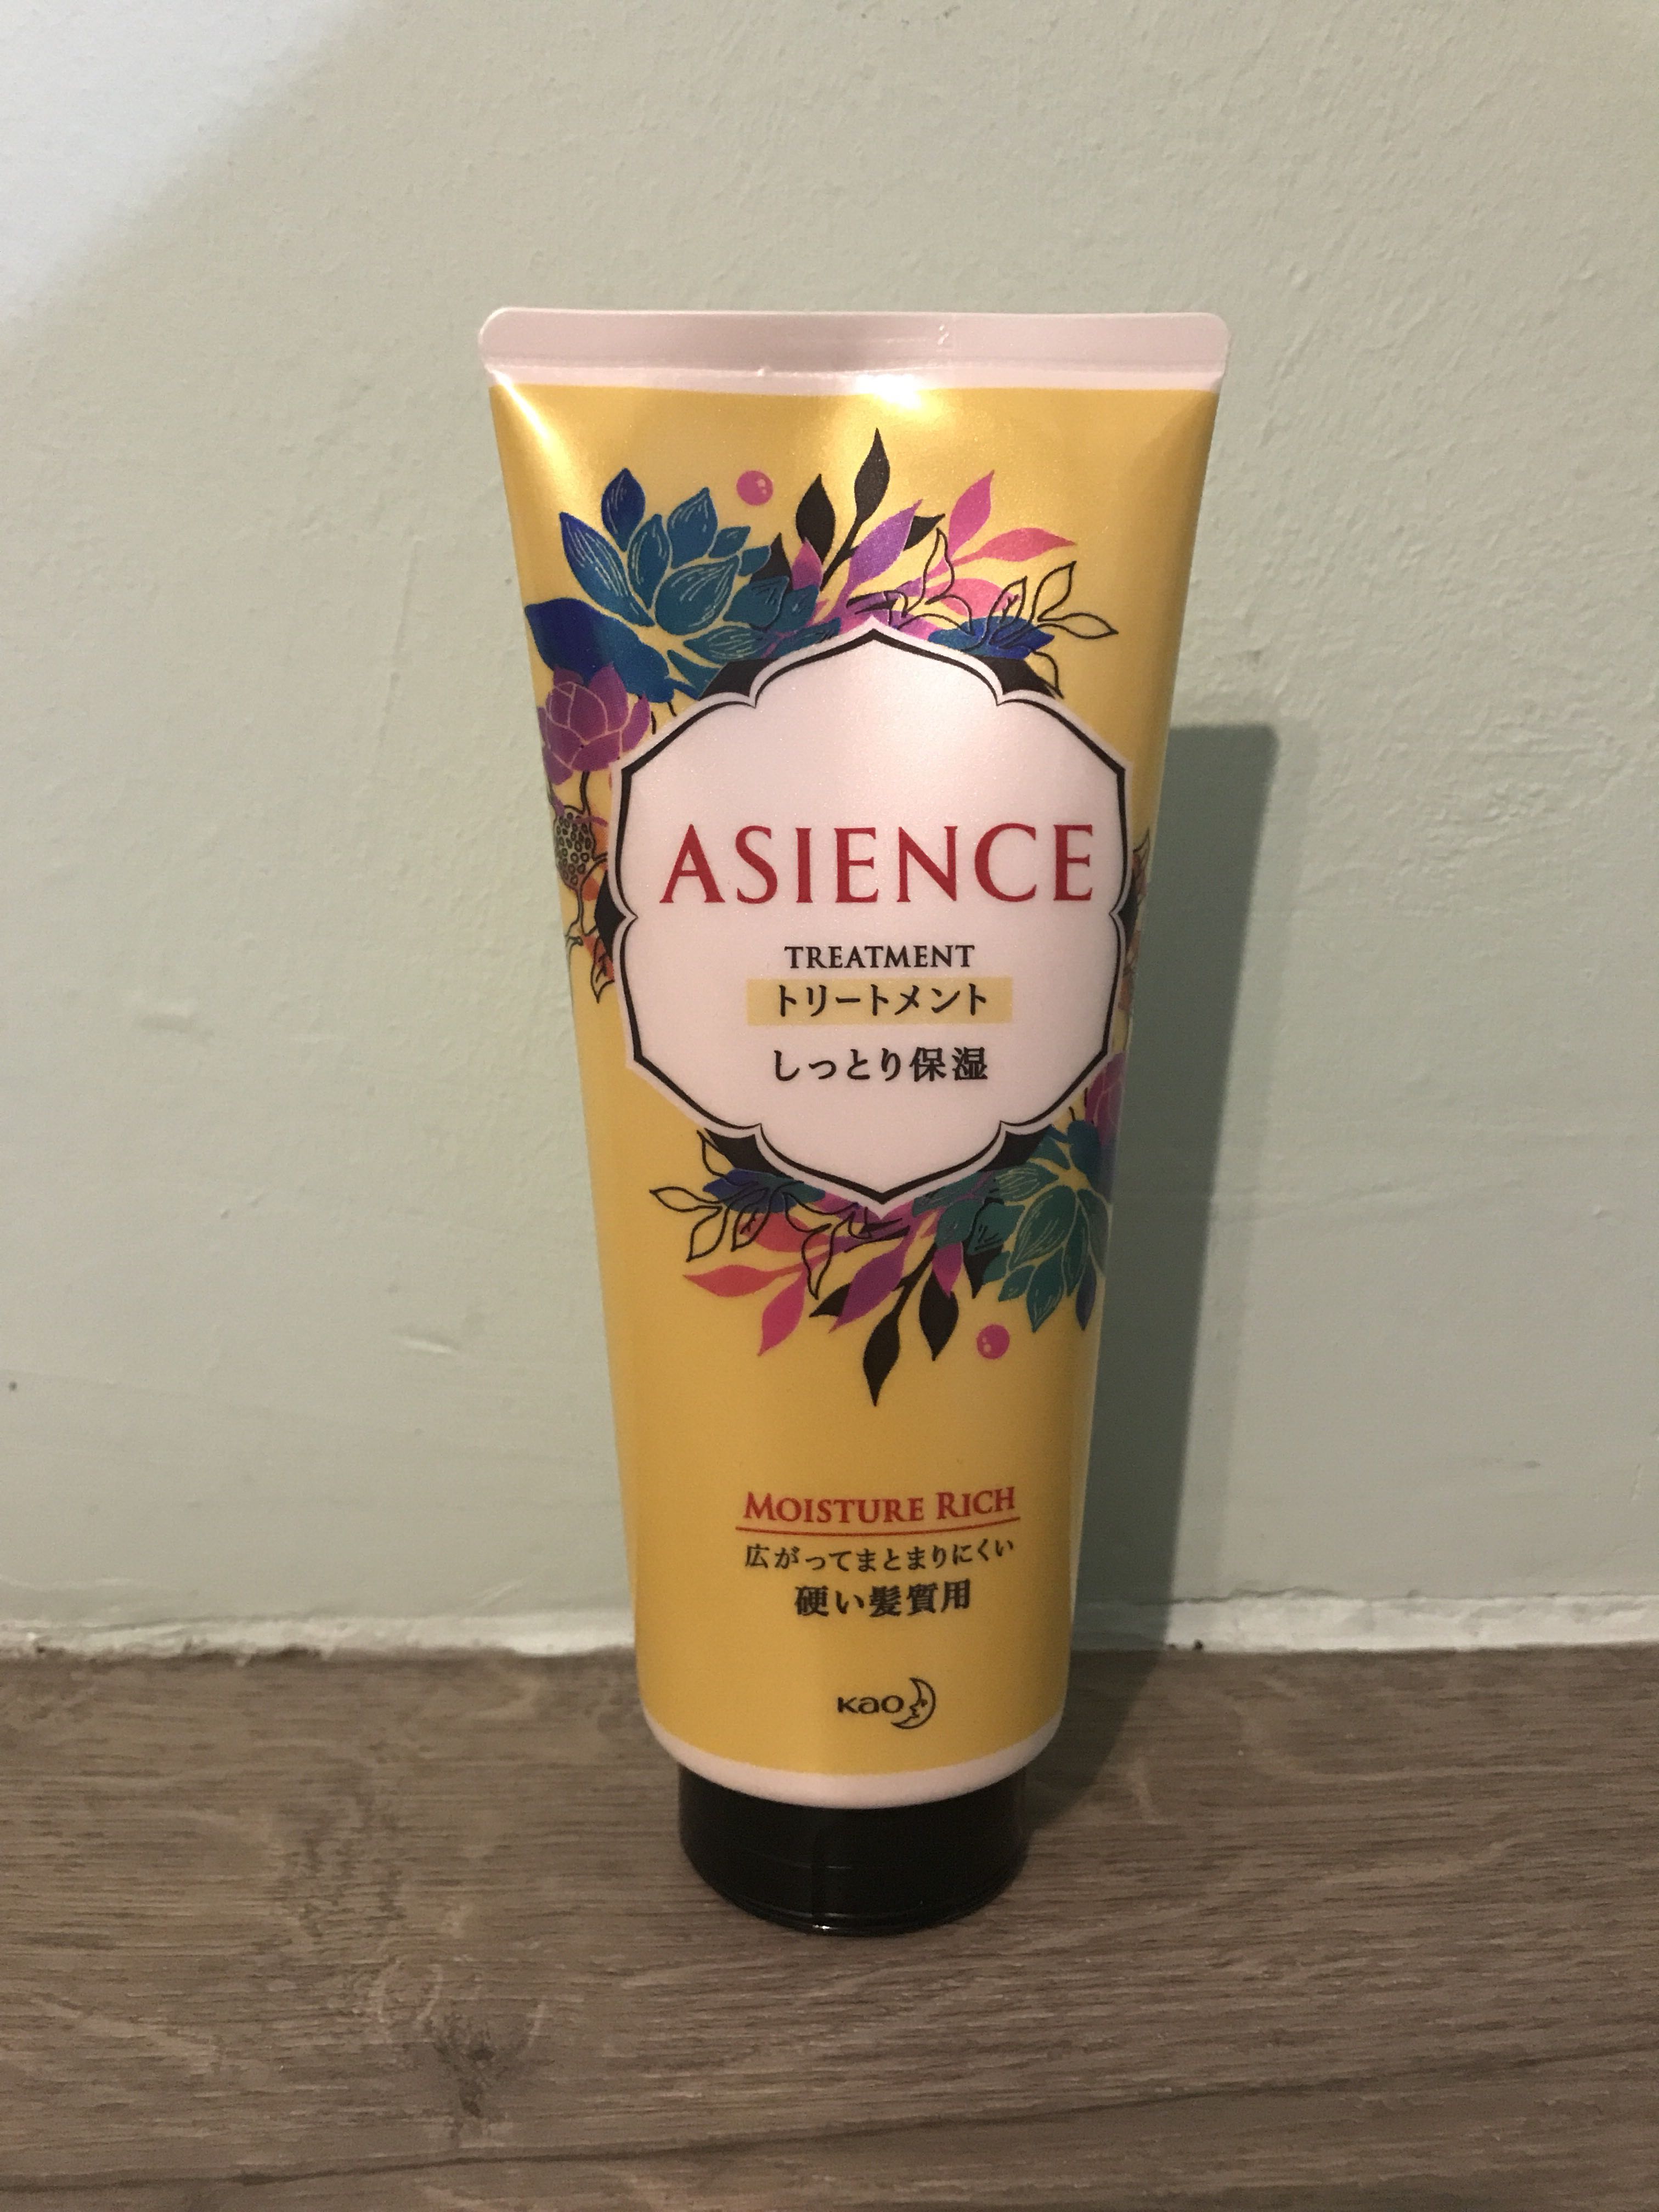 ASIENCE
TREATMENT
トリートメント
しっとり保湿
MOISTURE RICH
広がってまとまりにくい
硬い髪質用
Kao